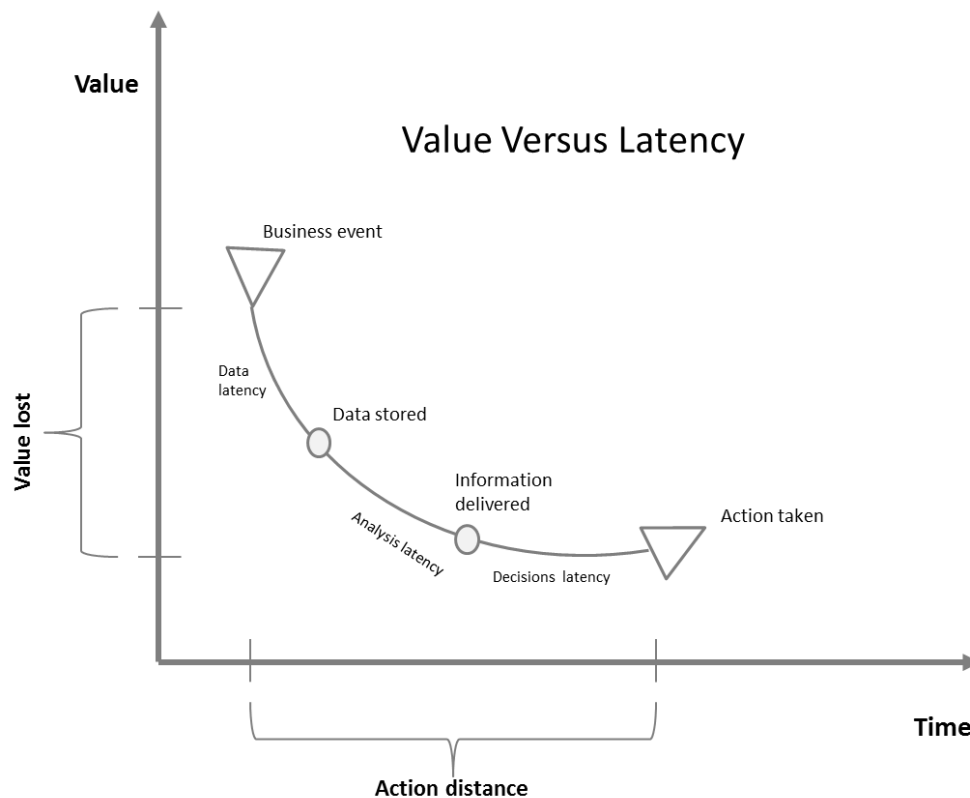 Value
Value Versus Latency
Business event
Data
latency
Data stored
Value lost
Information
delivered
Analysis latency
Action taken
Decisions latency
Time
Action distance